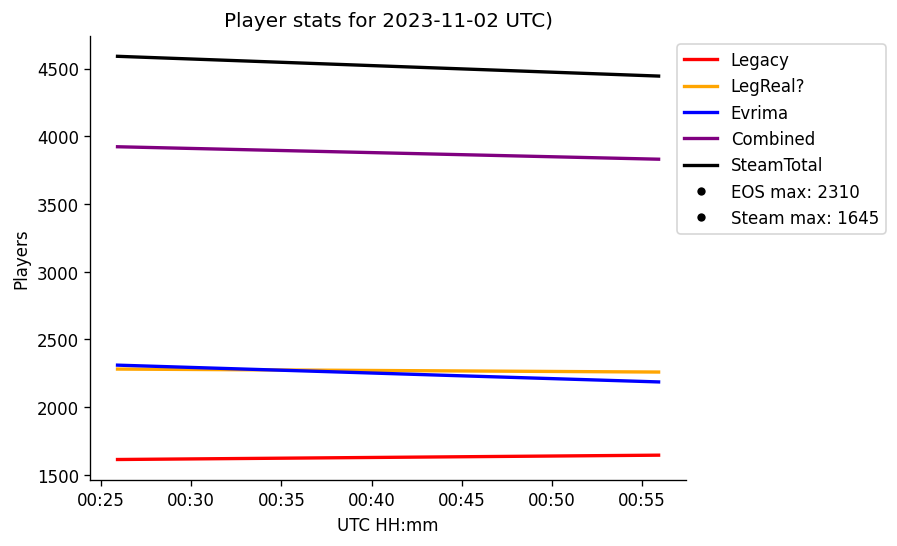 Player stats for 2023-11-02 UTC)
Legacy
LegReal?
Evrima
Combined
SteamTotal
EOS max: 2310
Steam max: 1645
Players
4500
4000
3500
3000
2500
2000
1500
00:25 00:30 00:35 00:40 00:45 00:50 00:55
UTC HH:mm